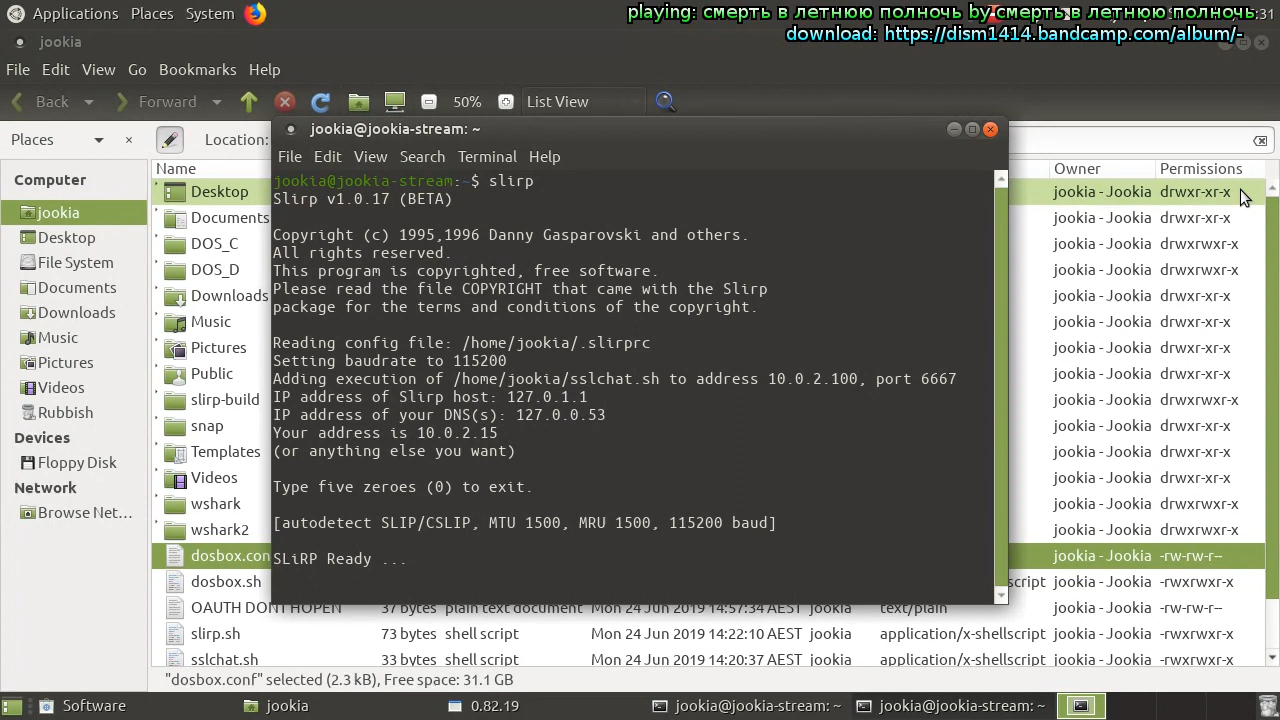 Applications Places System
playing: смерть в летнюю полночь by смерть в летнюю полночь
:31
download: https://dism1414.bandcamp.com/album/-
jookia
File Edit View Go Bookmarks Help
Back Forward 50% List View
Places Location:
jookia@jookia-stream: ~
File Edit View Search Terminal Help
Name Owner Permissions
Computer
jookia
Desktop
File System
Documents
Downloads
Music
Pictures
Videos
Rubbish
Devices
Floppy Disk
Network
Browse Net...
Desktop jookia - Jookia drwxr-xr-x
Documents jookia - Jookia drwxr-xr-x
DOS_C jookia - Jookia drwxrwxr-x
DOS_D jookia - Jookia drwxrwxr-x
Downloads jookia - Jookia drwxr-xr-x
Music jookia - Jookia drwxr-xr-x
Pictures jookia - Jookia drwxr-xr-x
Public jookia - Jookia drwxr-xr-x
slirp-build jookia - Jookia drwxrwxr-x
snap jookia - Jookia drwxr-xr-x
Templates jookia - Jookia drwxr-xr-x
Videos jookia - Jookia drwxr-xr-x
wshark jookia - Jookia drwxrwxr-x
wshark2 jookia - Jookia drwxrwxr-x
dosbox.con jookia - Jookia -rw-rw-r--
dosbox.sh script jookia - Jookia -rwxrwxr-x
OAUTH DONT HOPEN 37 bytes plain text document Mon 24 Jun 2019 14:57:34 AEST jookia text/plain jookia - Jookia -rw-rw-r--
slirp.sh 73 bytes shell script Mon 24 Jun 2019 14:22:10 AEST jookia application/x-shellscript jookia - Jookia -rwxrwxr-x
sslchat.sh 33 bytes shell script Mon 24 Jun 2019 14:20:37 AEST jookia application/x-shellscript jookia - Jookia -rwxrwxr-x
jookia@jookia-stream:~$ slirp
Slirp v1.0.17 (BETA)
Copyright (c) 1995,1996 Danny Gasparovski and others.
All rights reserved.
This program is copyrighted, free software.
Please read the file COPYRIGHT that came with the Slirp
package for the terms and conditions of the copyright.
Reading config file: /home/jookia/.slirprc
Setting baudrate to 115200
Adding execution of /home/jookia/sslchat.sh to address 10.0.2.100, port 6667
IP address of Slirp host: 127.0.1.1
IP address of your DNS(s): 127.0.0.53
Your address is 10.0.2.15
(or anything else you want)
Type five zeroes (0) to exit.
[autodetect SLIP/CSLIP, MTU 1500, MRU 1500, 115200 baud]
SLiRP Ready ...
"dosbox.conf" selected (2.3 kB), Free space: 31.1 GB
Software jookia 0.82.19 jookia@jookia-stream: ~ jookia@jookia-stream: ~